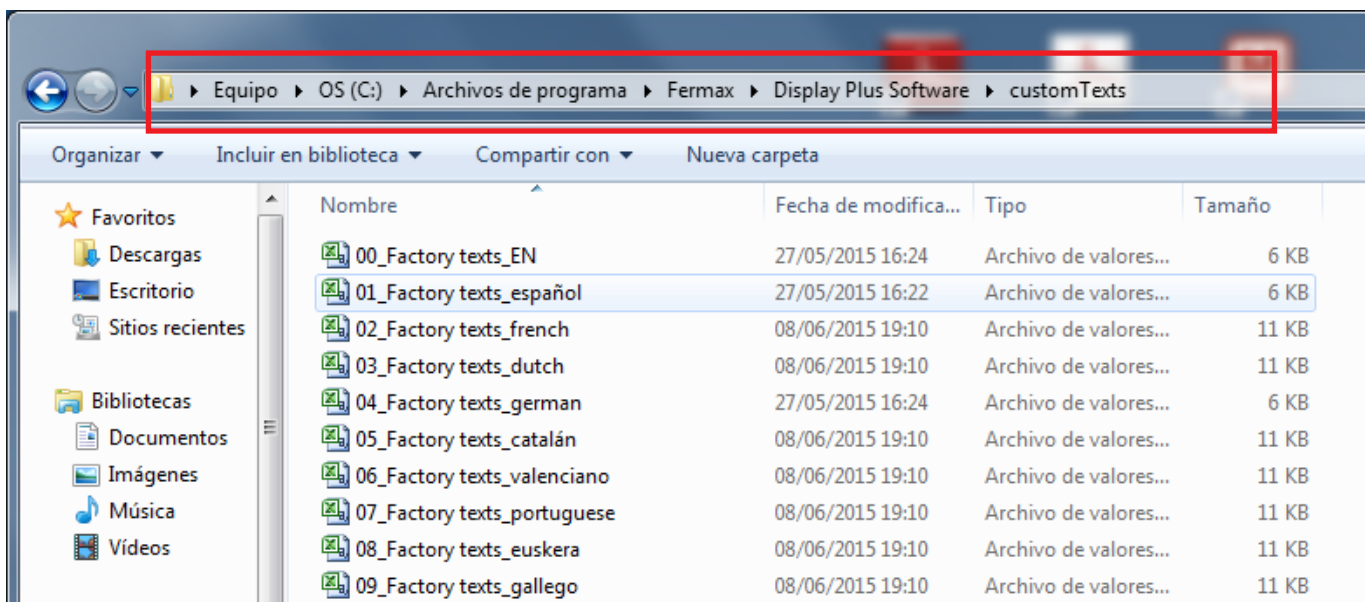 Equipo ▸ OS (C:) ▸ Archivos de programa ▸ Fermax ▸ Display Plus Software ▸ customTexts
Organizar Incluir en biblioteca Compartir con Nueva carpeta
Favoritos
Descargas
Escritorio
Sitios recientes
Bibliotecas
Documentos
Imágenes
Música
Vídeos
Nombre Fecha de modifica... Tipo Tamaño
00_Factory texts_EN 27/05/2015 16:24 Archivo de valores... 6 KB
01_Factory texts_español 27/05/2015 16:22 Archivo de valores... 6 KB
02_Factory texts_french 08/06/2015 19:10 Archivo de valores... 11 KB
03_Factory texts_dutch 08/06/2015 19:10 Archivo de valores... 11 KB
04_Factory texts_german 27/05/2015 16:24 Archivo de valores... 6 KB
05_Factory texts_catalán 08/06/2015 19:10 Archivo de valores... 11 KB
06_Factory texts_valenciano 08/06/2015 19:10 Archivo de valores... 11 KB
07_Factory texts_portuguese 08/06/2015 19:10 Archivo de valores... 11 KB
08_Factory texts_euskera 08/06/2015 19:10 Archivo de valores... 11 KB
09_Factory texts_gallego 08/06/2015 19:10 Archivo de valores... 11 KB